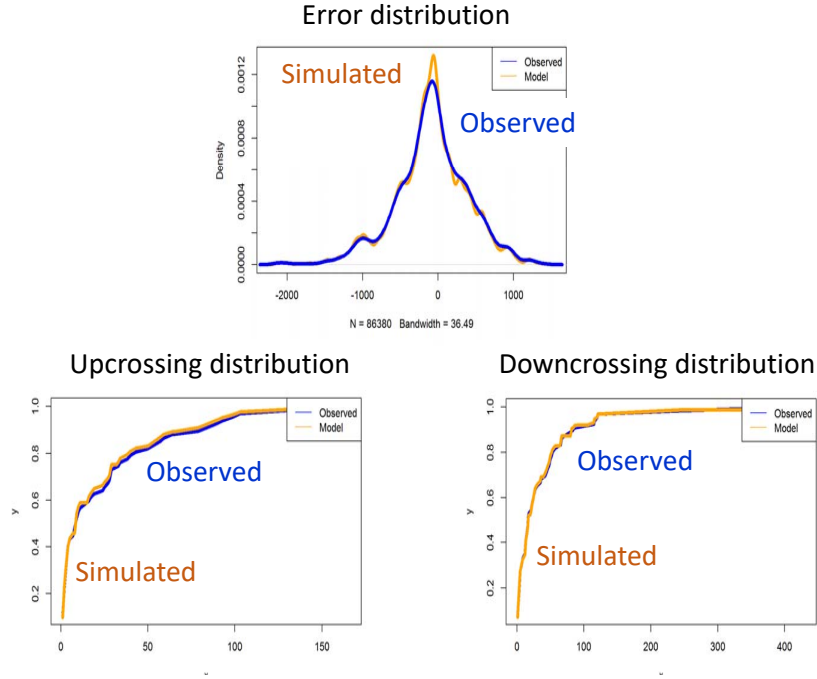 Error distribution
Simulated
Observed
Observed
Model
Density
0.0000
0.0004
0.0008
0.0012
-2000
-1000
0
1000
N = 86380 Bandwidth = 36.49
Upcrossing distribution
Observed
Model
Observed
Simulated
y
0.2
0.4
0.6
0.8
1.0
0
50
100
150
Downcrossing distribution
Observed
Model
Observed
Simulated
y
0.2
0.4
0.6
0.8
1.0
0
100
200
300
400